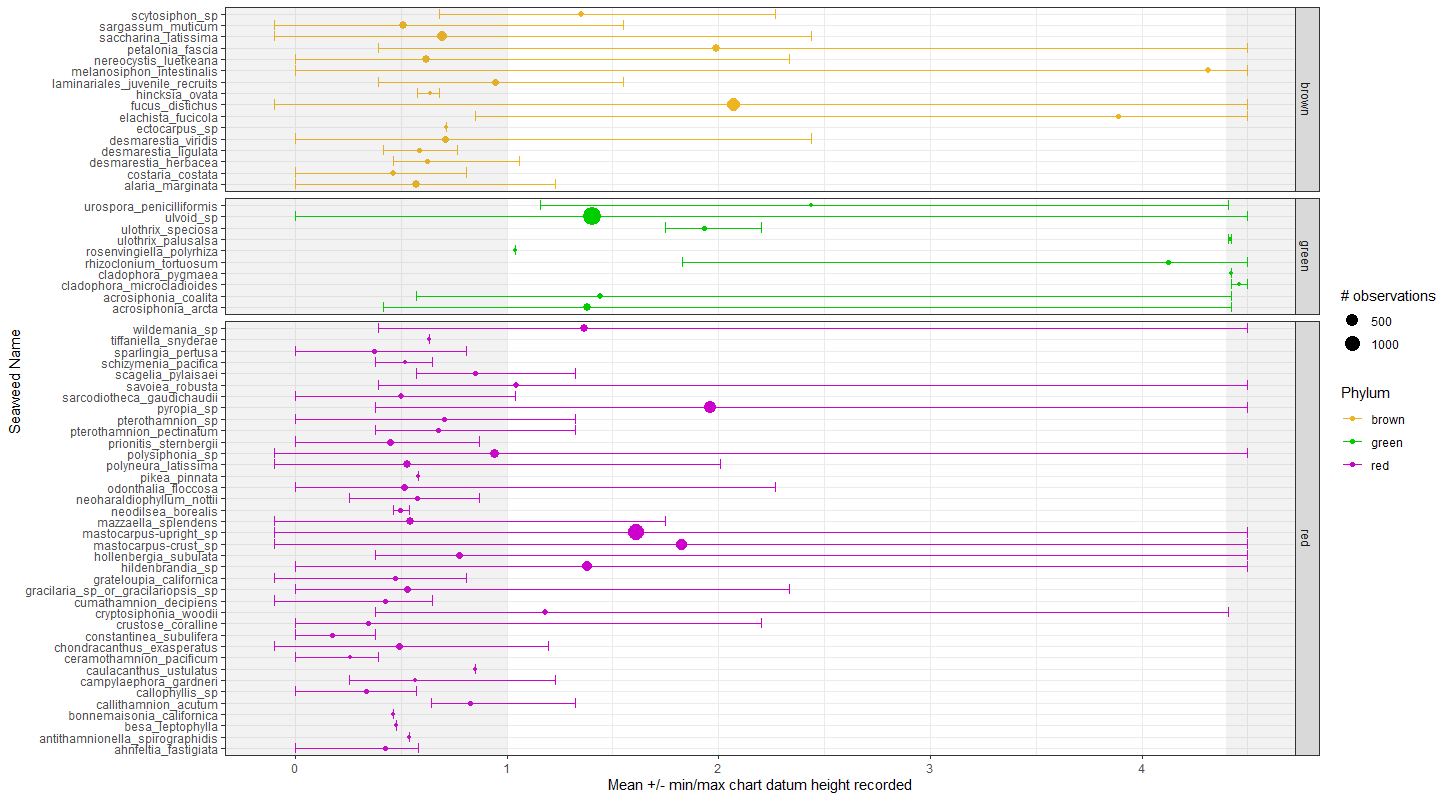 scytosiphon_sp
sargassum_muticum
saccharina_latissima
petalonia_fascia
nereocystis_luetkeana
melanosiphon_intestinalis
laminariales_juvenile_recruits
hincksia_ovata
fucus_distichus
elachista_fucicola
ectocarpus_sp
desmarestia_viridis
desmarestia_ligulata
desmarestia_herbacea
costaria_costata
alaria_marginata
brown
urospora_penicilliformis
ulvoid_sp
ulothrix_speciosa
ulothrix_palusalsa
rosenvingiella_polyrhiza
rhizoclonium_tortuosum
cladophora_pygmaea
cladophora_microcladioides
acrosiphonia_coalita
acrosiphonia_arcta
green
wildemania_sp
tiffaniella_snyderae
sparlingia_pertusa
schizymenia_pacifica
scagelia_pylaisaei
savoiea_robusta
sarcodiotheca_gaudichaudii
pyropia_sp
pterothamnion_sp
pterothamnion_pectinatum
prionitis_sternbergii
polysiphonia_sp
polyneura_latissima
pikea_pinnata
odonthalia_floccosa
neoharaldiophyllum_nottii
neodilsea_borealis
mazzaella_splendens
mastocarpus-upright_sp
mastocarpus-crust_sp
hollenbergia_subulata
hildenbrandia_sp
grateloupia_californica
gracilaria_sp_or_gracilariopsis_sp
cumathamnion_decipiens
cryptosiphonia_woodii
crustose_coralline
constantinea_subulifera
chondracanthus_exasperatus
ceramothamnion_pacificum
caulacanthus_ustulatus
campylaephora_gardneri
callophyllis_sp
callithamnion_acutum
bonnemaisonia_californica
besa_leptophylla
antithamnionella_spirographidis
ahnfeltia_fastigiata
red
Seaweed Name
0 1 2 3 4
Mean +/- min/max chart datum height recorded
# observations
500
1000
Phylum
brown
green
red